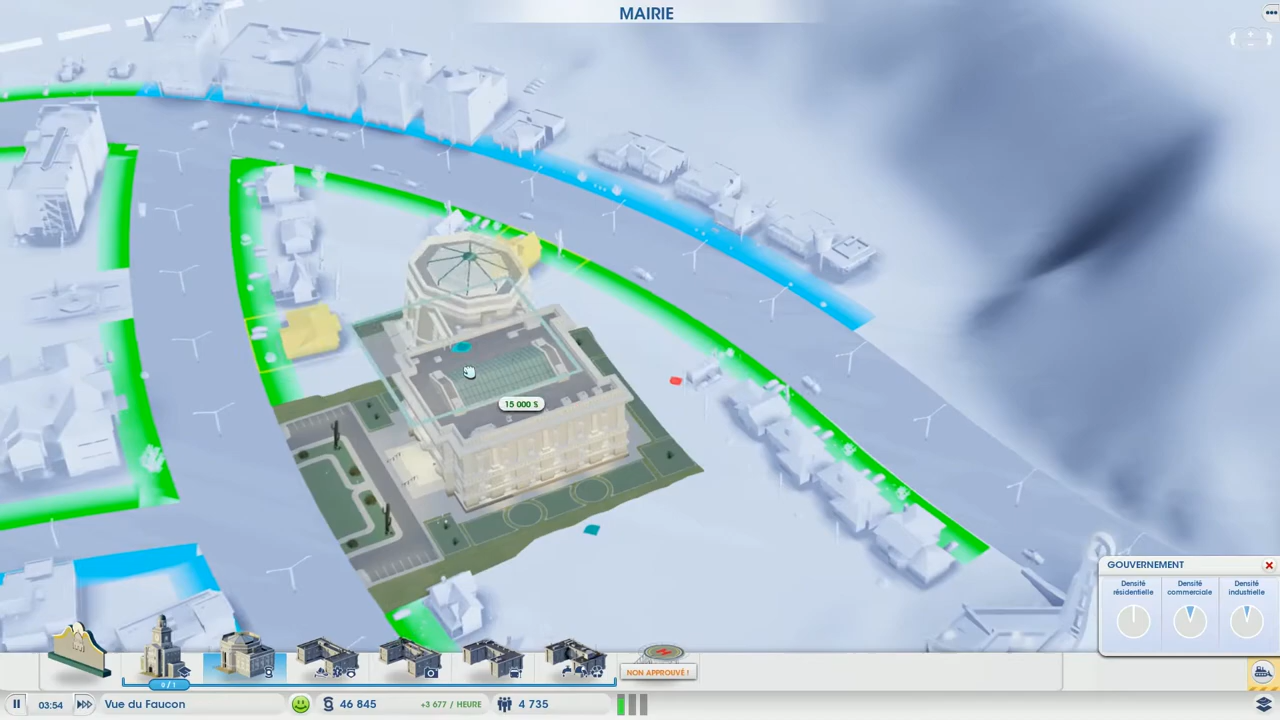 MAIRIE
15 000 $
GOUVERNEMENT
Densité résidentielle
Densité commerciale
Densité industrielle
0 / 1
NON APPROUVÉ !
03:54
Vue du Faucon
46 845
+3 677 / HEURE
4 735